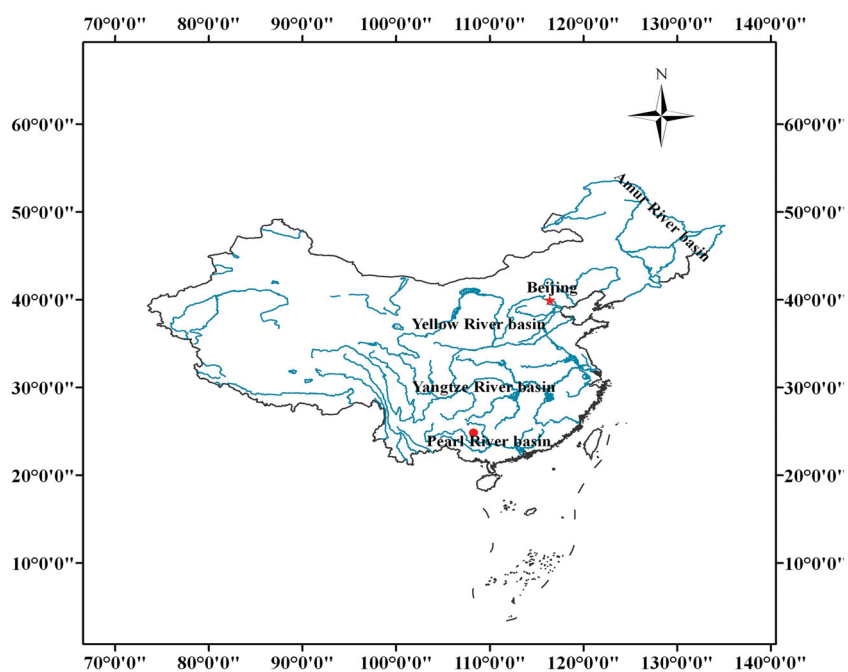 70°0'0" 80°0'0" 90°0'0" 100°0'0" 110°0'0" 120°0'0" 130°0'0" 140°0'0"
N
60°0'0" 60°0'0"
Amur River basin
50°0'0" 50°0'0"
Beijing
40°0'0" 40°0'0"
Yellow River basin
Yangtze River basin
30°0'0" 30°0'0"
Pearl River basin
20°0'0" 20°0'0"
10°0'0" 10°0'0"
70°0'0" 80°0'0" 90°0'0" 100°0'0" 110°0'0" 120°0'0" 130°0'0" 140°0'0"